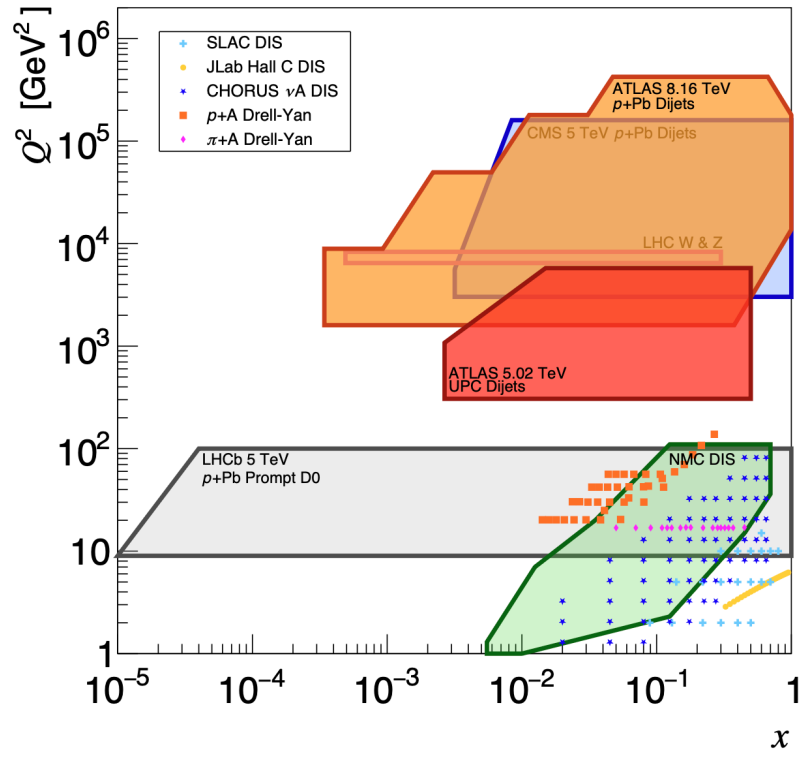 Q² [GeV²]
10⁶
10⁵
10⁴
10³
10²
10
1
SLAC DIS
JLab Hall C DIS
CHORUS νA DIS
p+A Drell-Yan
π+A Drell-Yan
ATLAS 8.16 TeV
p+Pb Dijets
CMS 5 TeV p+Pb Dijets
LHC W & Z
ATLAS 5.02 TeV
UPC Dijets
LHCb 5 TeV
p+Pb Prompt D0
NMC DIS
10⁻⁵ 10⁻⁴ 10⁻³ 10⁻² 10⁻¹ 1
x